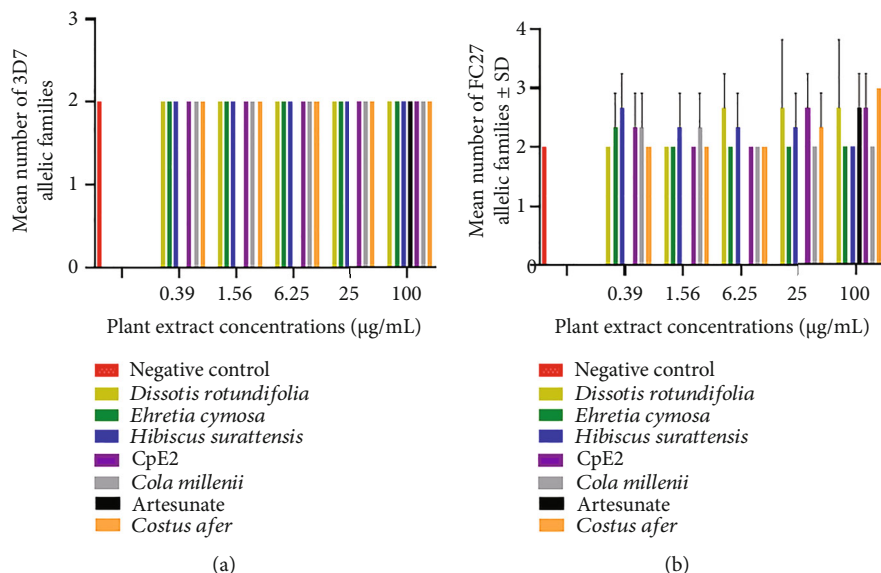 Mean number of 3D7
allelic families
3
2
1
0
0.39 1.56 6.25 25 100
Plant extract concentrations (µg/mL)
Negative control
Dissotis rotundifolia
Ehretia cymosa
Hibiscus surattensis
CpE2
Cola millenii
Artesunate
Costus afer
(a)
Mean number of FC27
allelic families ± SD
4
3
2
1
0
0.39 1.56 6.25 25 100
Plant extract concentrations (µg/mL)
Negative control
Dissotis rotundifolia
Ehretia cymosa
Hibiscus surattensis
CpE2
Cola millenii
Artesunate
Costus afer
(b)